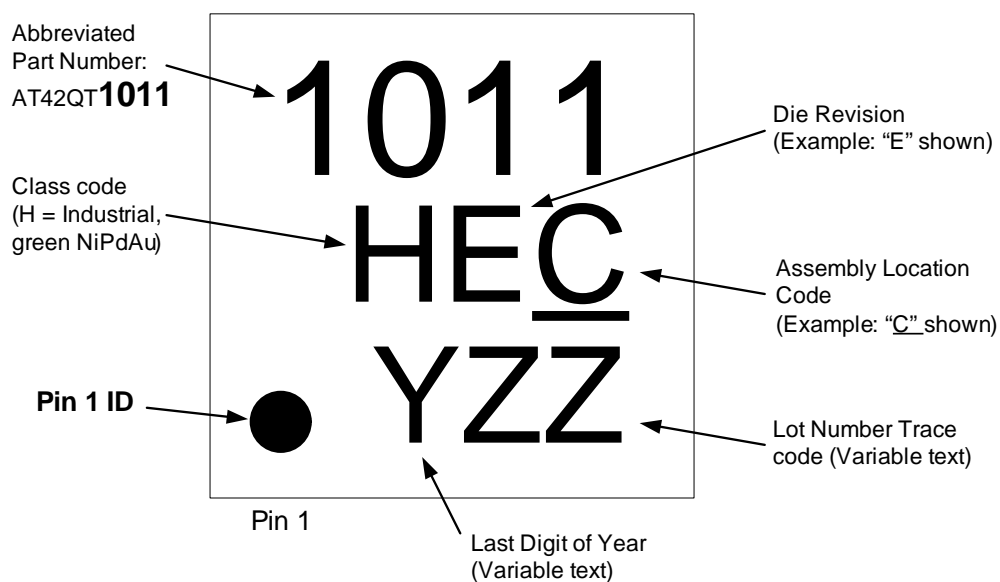 Abbreviated
Part Number:
AT42QT1011
1011
Die Revision
(Example: “E” shown)
Class code
(H = Industrial,
green NiPdAu)
HEC
Assembly Location
Code
(Example: “C” shown)
Pin 1 ID
YZZ
Lot Number Trace
code (Variable text)
Pin 1
Last Digit of Year
(Variable text)